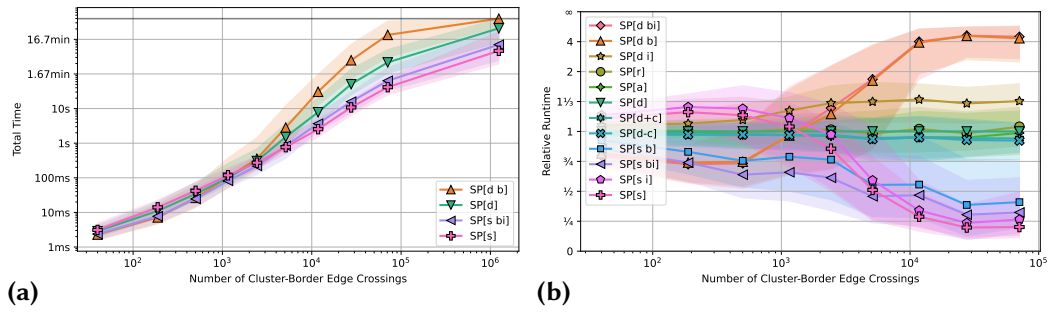 Total Time
16.7min
1.67min
10s
1s
100ms
10ms
1ms
10² 10³ 10⁴ 10⁵ 10⁶
Number of Cluster-Border Edge Crossings
SP[d b]
SP[d]
SP[s bi]
SP[s]
(a)
Relative Runtime
∞
4
2
1⅓
1
¾
½
¼
0
SP[d bi]
SP[d b]
SP[d i]
SP[r]
SP[a]
SP[d]
SP[d+c]
SP[d-c]
SP[s b]
SP[s bi]
SP[s i]
SP[s]
10² 10³ 10⁴ 10⁵
Number of Cluster-Border Edge Crossings
(b)